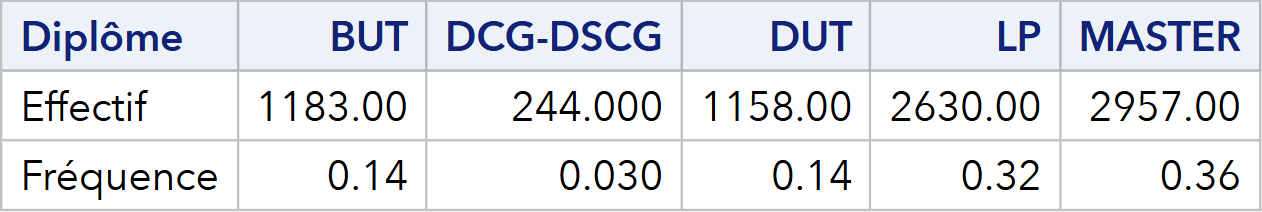 Diplôme BUT DCG-DSCG DUT LP MASTER
Effectif 1183.00 244.000 1158.00 2630.00 2957.00
Fréquence 0.14 0.030 0.14 0.32 0.36